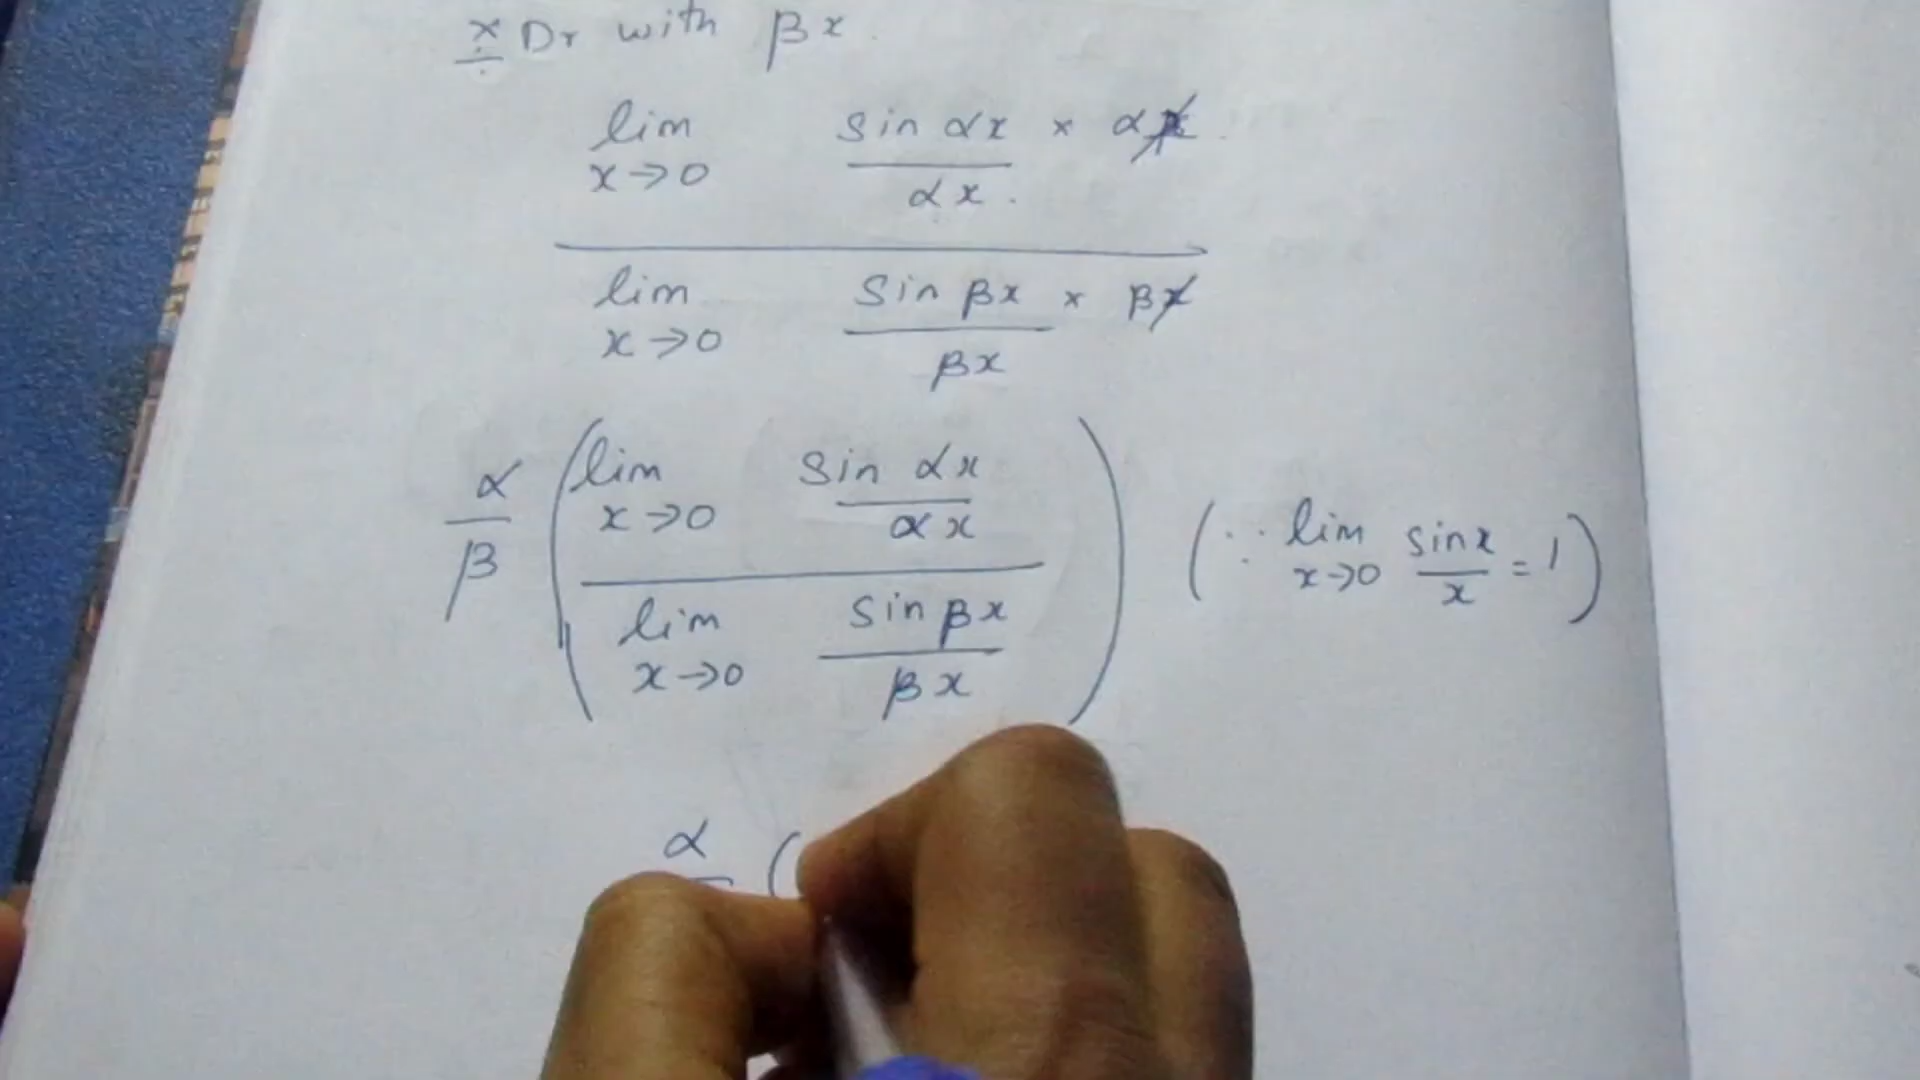 × ÷ Dr with βx
lim sin αx × αx
x→0 αx.
lim sin βx × βx
x→0 βx
α (lim sin αx)
β x→0 αx
(∵ lim sinx = 1)
x→0 x
lim sin βx
x→0 βx
α (